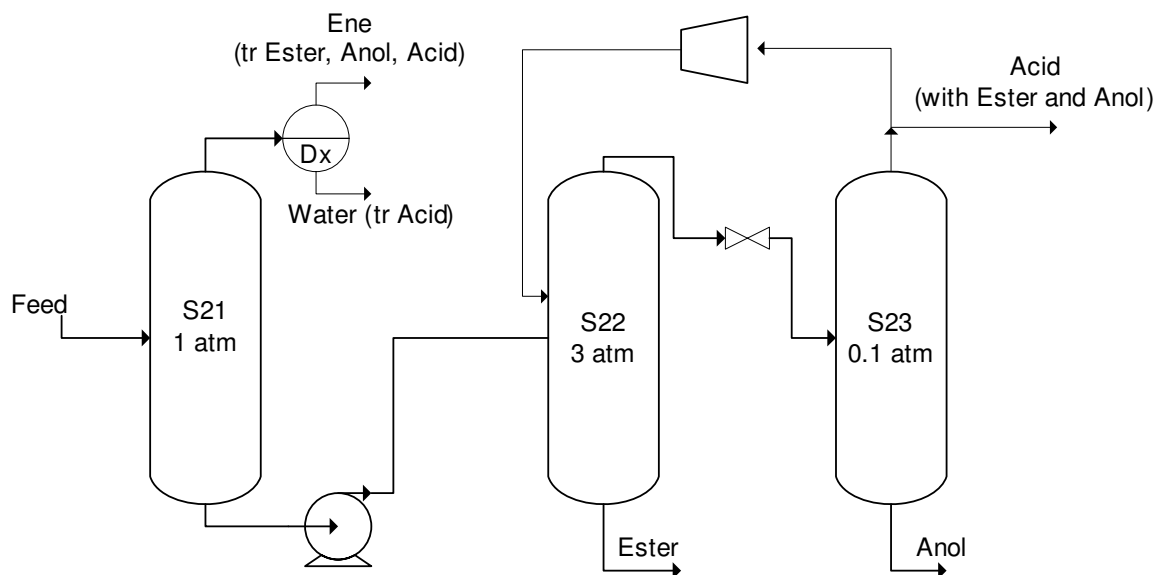 Ene
(tr Ester, Anol, Acid)
Dx
Water (tr Acid)
Acid
(with Ester and Anol)
Feed
S21
1 atm
S22
3 atm
S23
0.1 atm
Ester
Anol